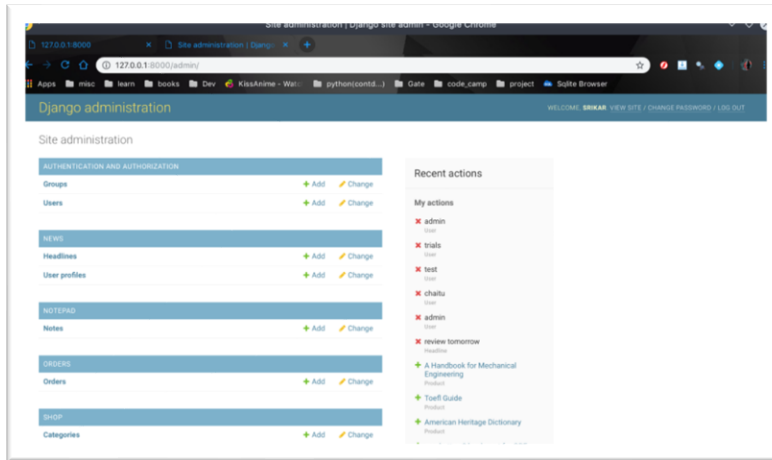 Site administration | Django site admin - Google Chrome
127.0.0.1:8000 × Site administration | Django × +
127.0.0.1:8000/admin/
Apps misc learn books Dev KissAnime - Watc python(contd...) Gate code_camp project Sqlite Browser
Django administration
WELCOME, SRIKAR. VIEW SITE / CHANGE PASSWORD / LOG OUT
Site administration
AUTHENTICATION AND AUTHORIZATION
Groups + Add Change
Users + Add Change
NEWS
Headlines + Add Change
User profiles + Add Change
NOTEPAD
Notes + Add Change
ORDERS
Orders + Add Change
SHOP
Categories + Add Change
Recent actions
My actions
admin
User
trials
User
test
User
chaitu
User
admin
User
review tomorrow
Headline
A Handbook for Mechanical
Engineering
Product
Toefl Guide
Product
American Heritage Dictionary
Product